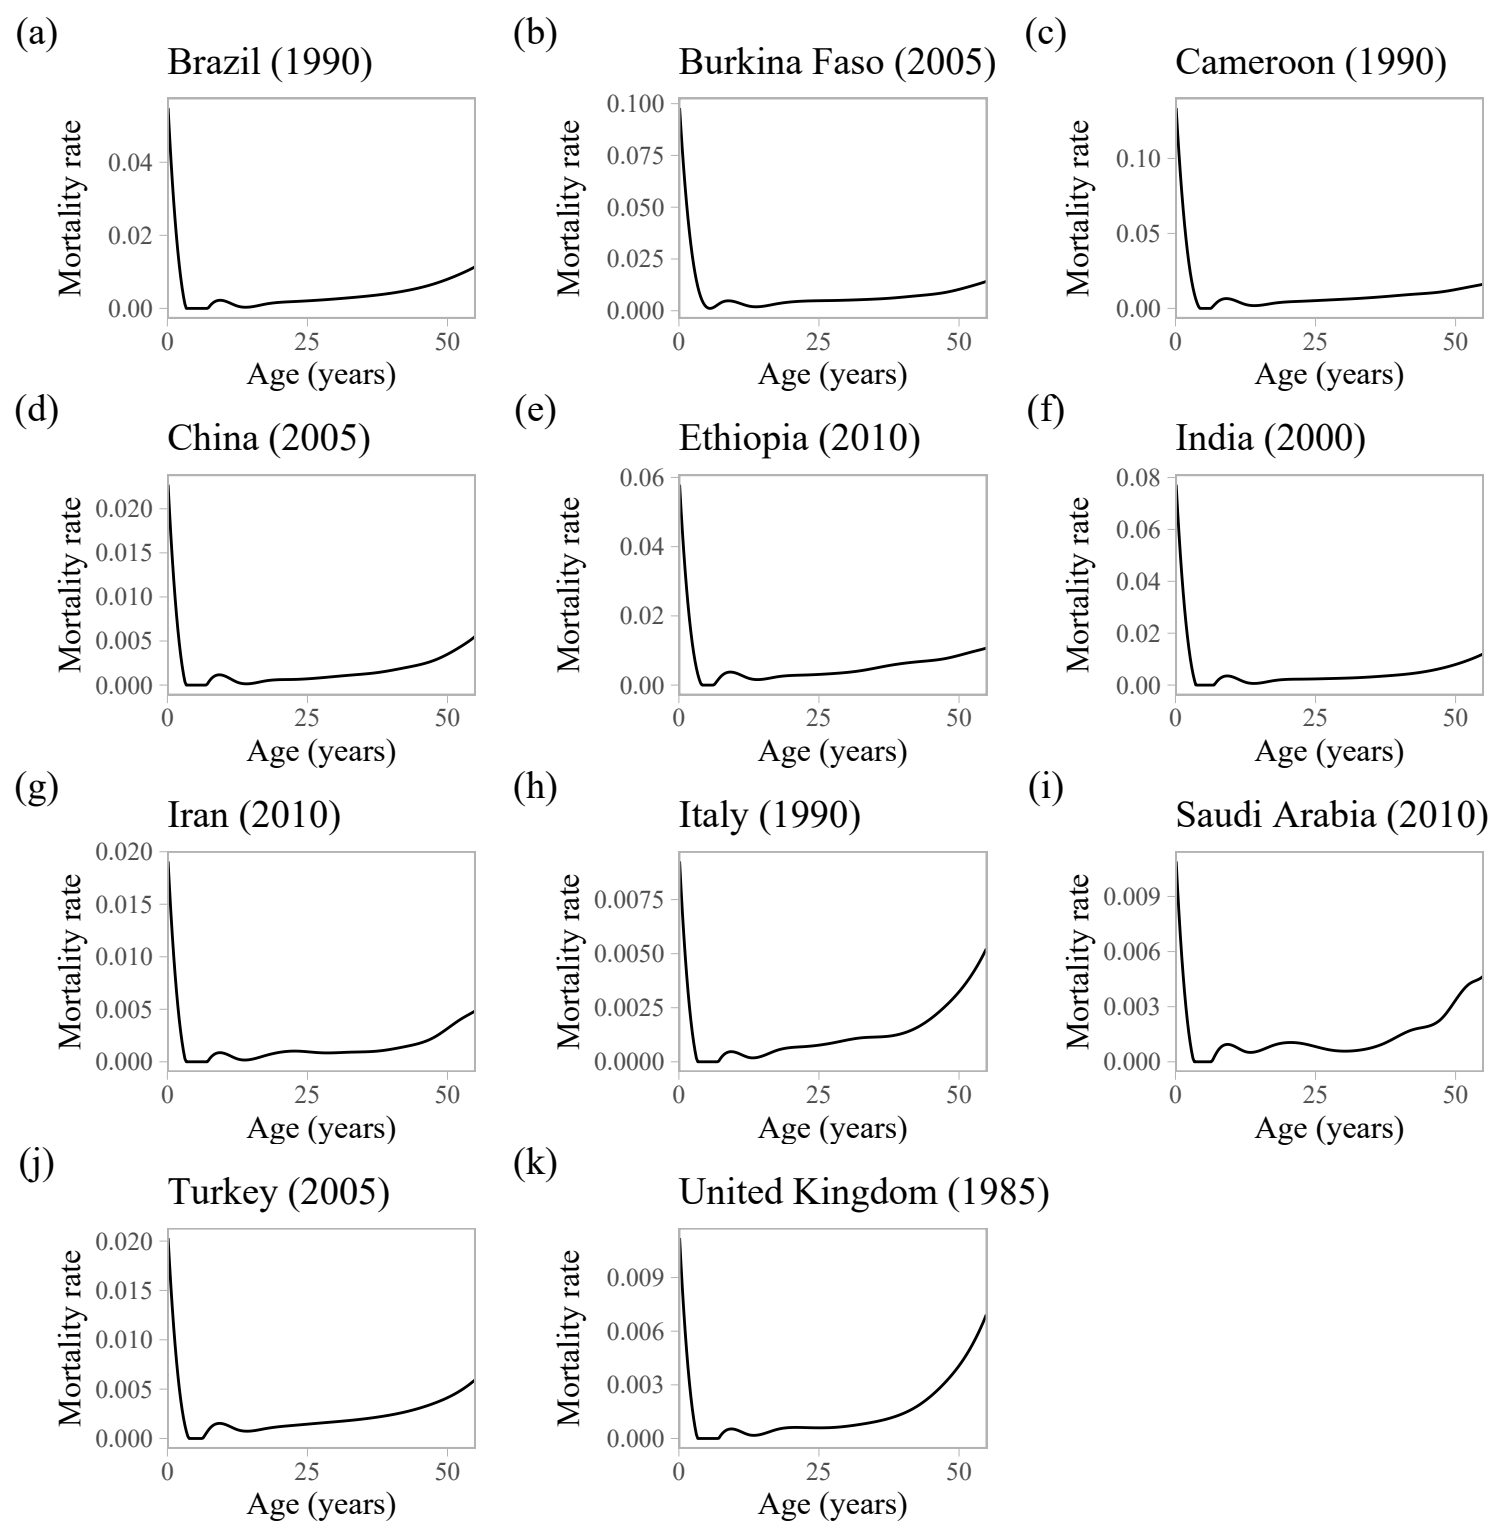 (a)
Brazil (1990)
Mortality rate
0.04
0.02
0.00
0 25 50
Age (years)
(b)
Burkina Faso (2005)
Mortality rate
0.100
0.075
0.050
0.025
0.000
0 25 50
Age (years)
(c)
Cameroon (1990)
Mortality rate
0.10
0.05
0.00
0 25 50
Age (years)
(d)
China (2005)
Mortality rate
0.020
0.015
0.010
0.005
0.000
0 25 50
Age (years)
(e)
Ethiopia (2010)
Mortality rate
0.06
0.04
0.02
0.00
0 25 50
Age (years)
(f)
India (2000)
Mortality rate
0.08
0.06
0.04
0.02
0.00
0 25 50
Age (years)
(g)
Iran (2010)
Mortality rate
0.020
0.015
0.010
0.005
0.000
0 25 50
Age (years)
(h)
Italy (1990)
Mortality rate
0.0075
0.0050
0.0025
0.0000
0 25 50
Age (years)
(i)
Saudi Arabia (2010)
Mortality rate
0.009
0.006
0.003
0.000
0 25 50
Age (years)
(j)
Turkey (2005)
Mortality rate
0.020
0.015
0.010
0.005
0.000
0 25 50
Age (years)
(k)
United Kingdom (1985)
Mortality rate
0.009
0.006
0.003
0.000
0 25 50
Age (years)